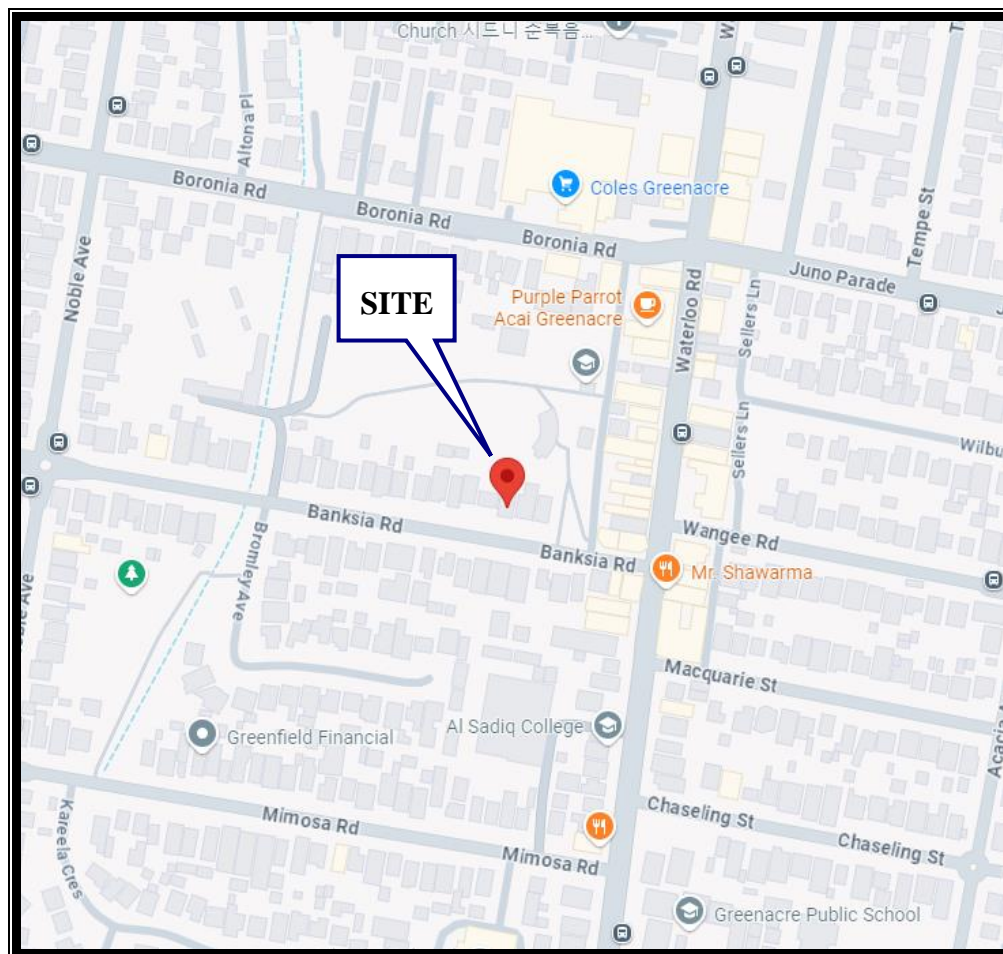 Church 시드니 순복음...
W
T
Altona Pl
Coles Greenacre
Boronia Rd
Boronia Rd
Boronia Rd
Tempe St
Noble Ave
Juno Parade
J
SITE
Purple Parrot
Acai Greenacre
Waterloo Rd
Sellers Ln
Sellers Ln
Wilbu
Banksia Rd
Banksia Rd
Wangee Rd
Mr. Shawarma
Bromley Ave
oble Ave
Macquarie St
Acacia A
Greenfield Financial
Al Sadiq College
Kareela Cres
Mimosa Rd
Mimosa Rd
Chaseling St
Chaseling St
Greenacre Public School